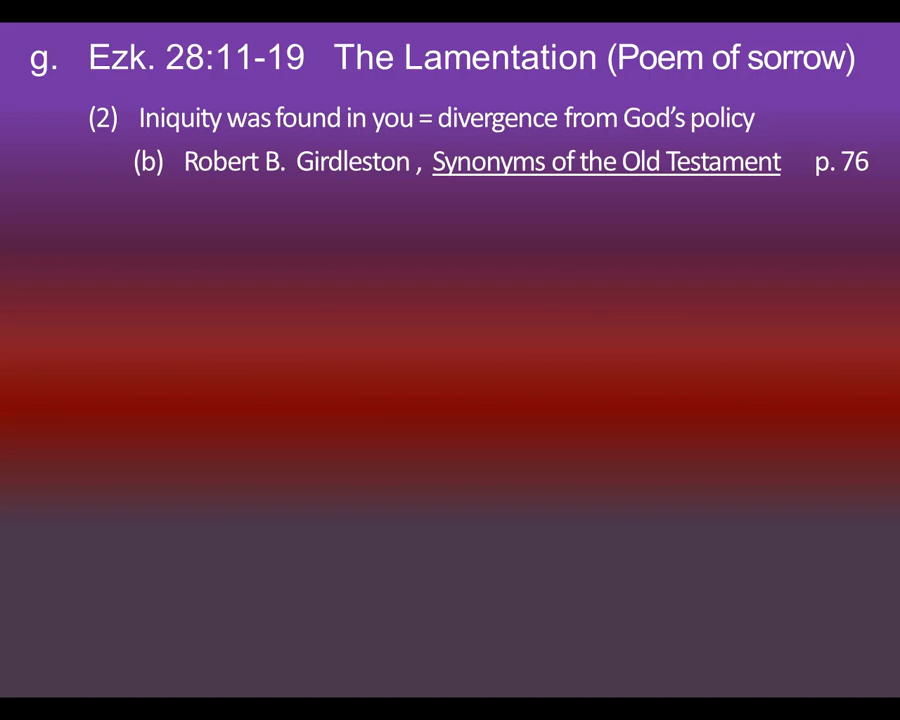 g. Ezk. 28:11-19 The Lamentation (Poem of sorrow)
(2) Iniquity was found in you = divergence from God's policy
(b) Robert B. Girdleston , Synonyms of the Old Testament p. 76